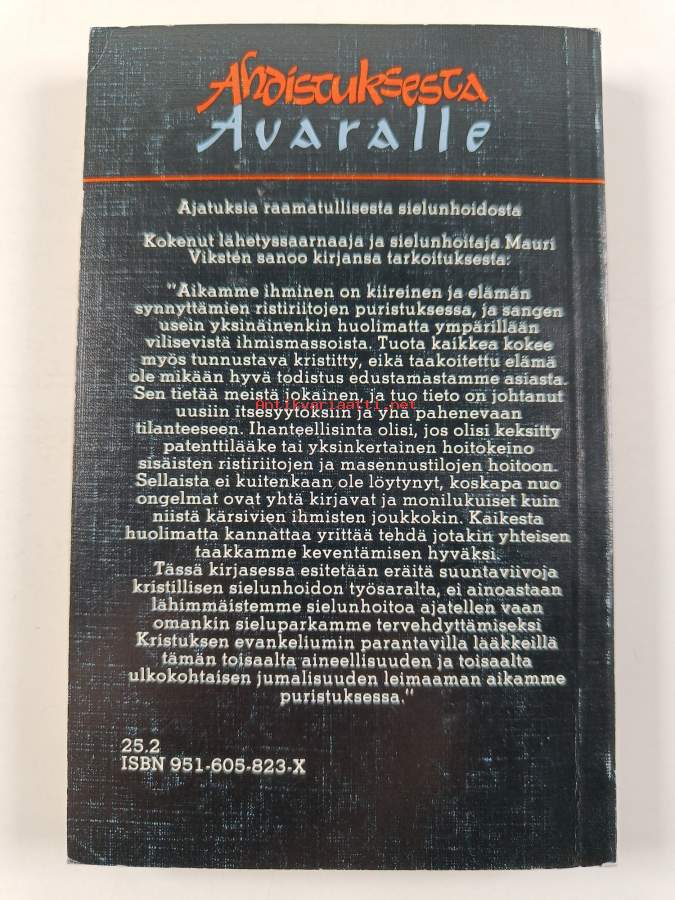 Ahdistuksesta
Avaralle
Ajatuksia raamatullisesta sielunhoidosta
Kokenut lähetyssaarnaaja ja sielunhoitaja Mauri
Vikstén sanoo kirjansa tarkoituksesta:
"Aikamme ihminen on kiireinen ja elämän
synnyttämien ristiriitojen puristuksessa, ja sangen
usein yksinäinenkin huolimatta ympärillään
vilisevistä ihmismassoista. Tuota kaikkea kokee
myös tunnustava kristitty, eikä taakoitettu elämä
ole mikään hyvä todistus edustamastamme asiasta.
Sen tietää meistä jokainen, ja tuo tieto on johtanut
Antikvariaatti.net
uusiin itsesyytöksiin ja yhä pahenevaan
tilanteeseen. Ihanteellisinta olisi, jos olisi keksitty
patenttilääke tai yksinkertainen hoitokeino
sisäisten ristiriitojen ja masennustilojen hoitoon.
Sellaista ei kuitenkaan ole löytynyt, koskapa nuo
ongelmat ovat yhtä kirjavat ja monilukuiset kuin
niistä kärsivien ihmisten joukkokin. Kaikesta
huolimatta kannattaa yrittää tehdä jotakin yhteisen
taakkamme keventämisen hyväksi.
Tässä kirjasessa esitetään eräitä suuntaviivoja
kristillisen sielunhoidon työsaralta, ei ainoastaan
lähimmäistemme sielunhoitoa ajatellen vaan
omankin sieluparkamme tervehdyttämiseksi
Kristuksen evankeliumin parantavilla lääkkeillä
tämän toisaalta aineellisuuden ja toisaalta
ulkokohtaisen jumalisuuden leimaaman aikamme
puristuksessa."
25.2
ISBN 951-605-823-X